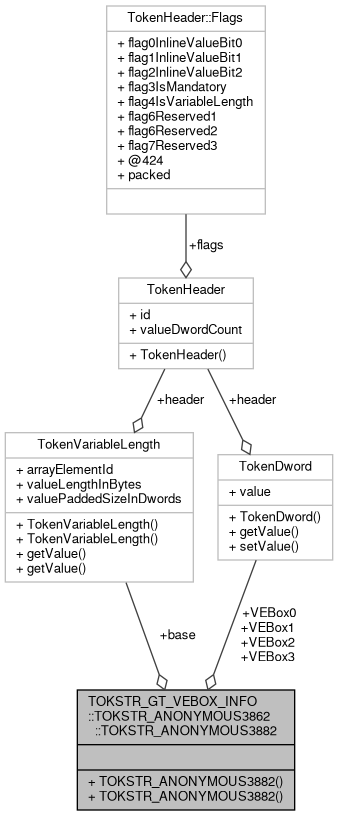 TokenHeader::Flags
+ flag0InlineValueBit0
+ flag1InlineValueBit1
+ flag2InlineValueBit2
+ flag3IsMandatory
+ flag4IsVariableLength
+ flag6Reserved1
+ flag6Reserved2
+ flag7Reserved3
+ @424
+ packed
+flags
TokenHeader
+ id
+ valueDwordCount
+ TokenHeader()
+header
+header
TokenVariableLength
+ arrayElementId
+ valueLengthInBytes
+ valuePaddedSizeInDwords
+ TokenVariableLength()
+ TokenVariableLength()
+ getValue()
+ getValue()
TokenDword
+ value
+ TokenDword()
+ getValue()
+ setValue()
+base
+VEBox0
+VEBox1
+VEBox2
+VEBox3
TOKSTR_GT_VEBOX_INFO
::TOKSTR_ANONYMOUS3862
::TOKSTR_ANONYMOUS3882
+ TOKSTR_ANONYMOUS3882()
+ TOKSTR_ANONYMOUS3882()